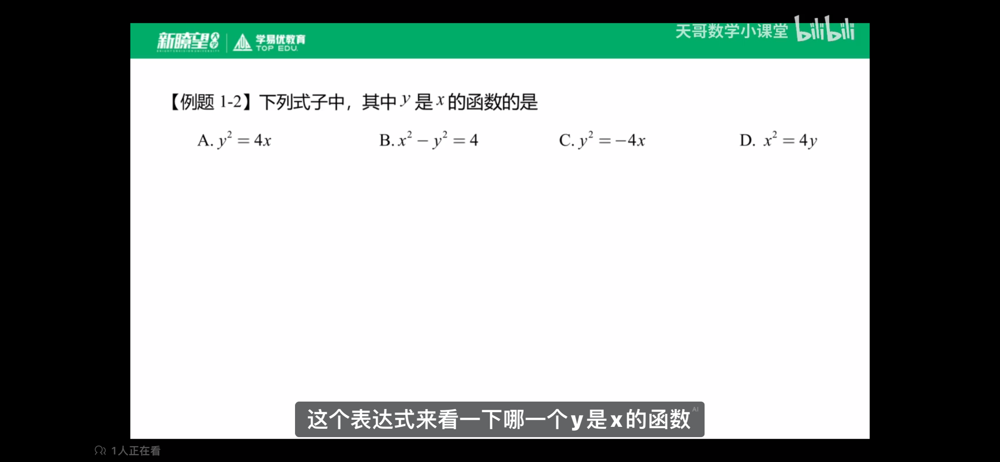 天哥数学小课堂 bilibili
新瞭望大学 学易优教育
TOP EDU.
【例题 1-2】下列式子中，其中 y 是 x 的函数的是
A. y² = 4x B. x² − y² = 4 C. y² = −4x D. x² = 4y
这个表达式来看一下哪一个y是x的函数 AI
1人正在看